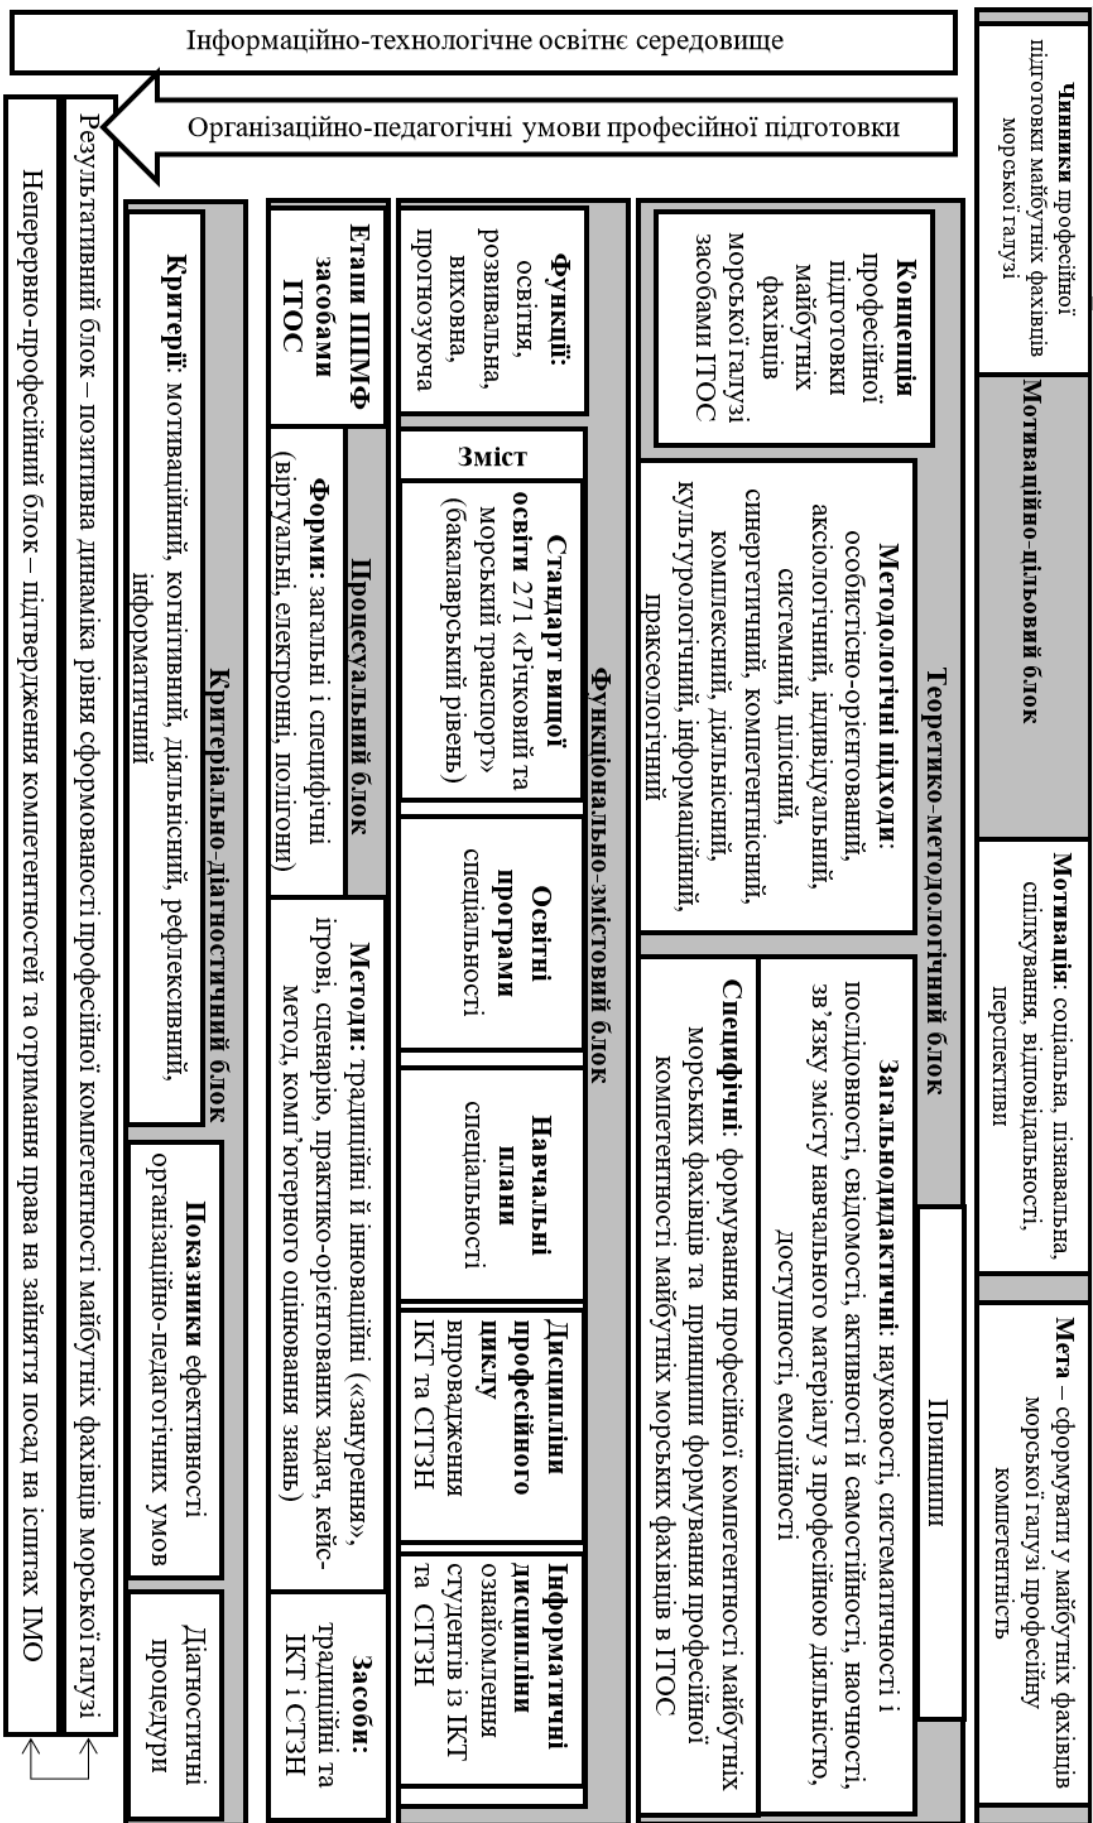 Інформаційно-технологічне освітнє середовище
Організаційно-педагогічні умови професійної підготовки
Чинники професійної
підготовки майбутніх фахівців
морської галузі
Мотиваційно-цільовий блок
Мотивація: соціальна, пізнавальна,
спілкування, відповідальності,
перспективи
Мета – сформувати у майбутніх фахівців
морської галузі професійну
компетентність
Теоретико-методологічний блок
Концепція
професійної
підготовки
майбутніх
фахівців
морської галузі
засобами ІТОС
Методологічні підходи:
особистісно-орієнтований,
аксіологічний, індивідуальний,
системний, цілісний,
синергетичний, компетентнісний,
комплексний, діяльнісний,
культурологічний, інформаційний,
праксеологічний
Принципи
Загальнодидактичні: науковості, систематичності і
послідовності, свідомості, активності й самостійності, наочності,
зв’язку змісту навчального матеріалу з професійною діяльністю,
доступності, емоційності
Специфічні: формування професійної компетентності майбутніх
морських фахівців та принципи формування професійної
компетентності майбутніх морських фахівців в ІТОС
Функціонально-змістовий блок
Функції:
освітня,
розвивальна,
виховна,
прогнозуюча
Зміст
Стандарт вищої
освіти 271 «Річковий та
морський транспорт»
(бакалаврський рівень)
Освітні
програми
спеціальності
Навчальні
плани
спеціальності
Дисципліни
професійного
циклу
впровадження
ІКТ та СІТЗН
Інформатичні
дисципліни
ознайомлення
студентів із ІКТ
та СІТЗН
Етапи ППМФ
засобами
ІТОС
Процесуальний блок
Форми: загальні і специфічні
(віртуальні, електронні, полігони)
Методи: традиційні й інноваційні («занурення»,
ігрові, сценарію, практико-орієнтованих задач, кейс-
метод, комп’ютерного оцінювання знань)
Засоби:
традиційні та
ІКТ і СТЗН
Критеріально-діагностичний блок
Критерії: мотиваційний, когнітивний, діяльнісний, рефлексивний,
інформатичний
Показники ефективності
організаційно-педагогічних умов
Діагностичні
процедури
Результативний блок – позитивна динаміка рівня сформованості професійної компетентності майбутніх фахівців морської галузі
Неперервно-професійний блок – підтвердження компетентностей та отримання права на зайняття посад на іспитах ІМО